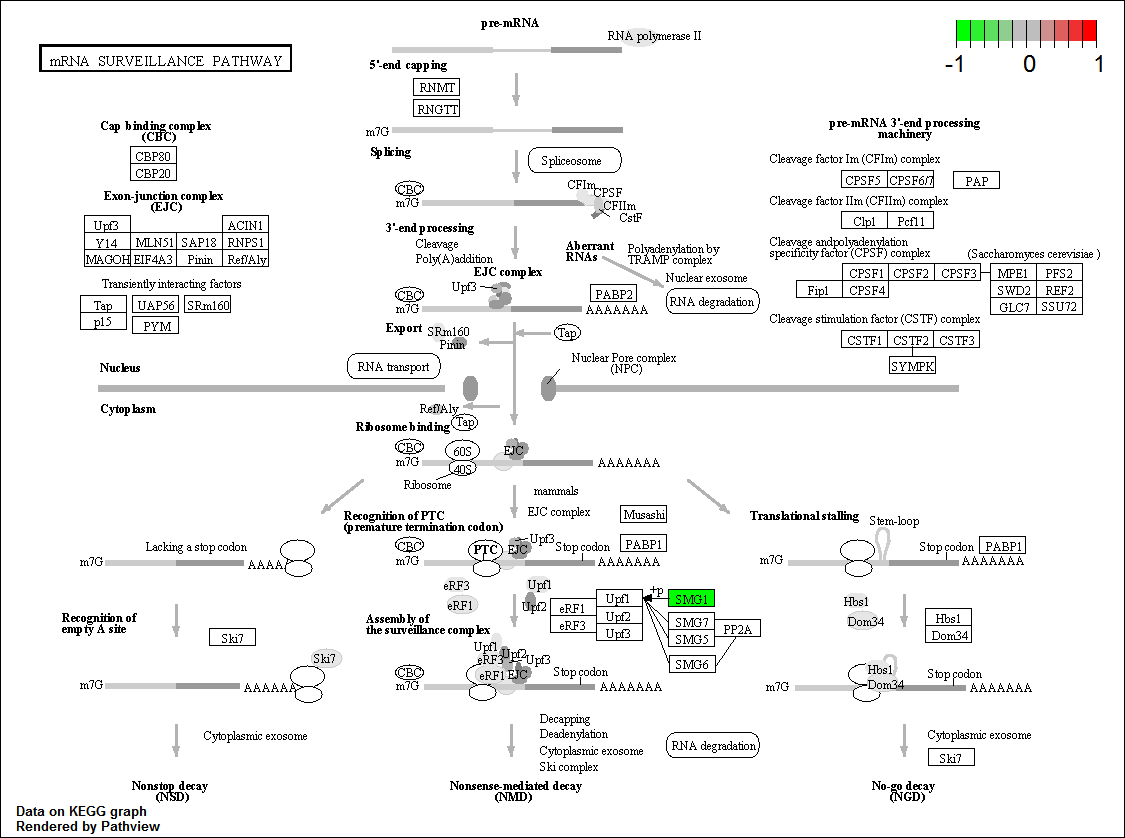 mRNA SURVEILLANCE PATHWAY
pre-mRNA
RNA polymerase II
-1 0 1
5'-end capping
RNMT
RNGTT
m7G
Splicing
Spliceosome
Cap binding complex
(CBC)
CBP80
CBP20
Exon-junction complex
(EJC)
Upf3 ACIN1
Y14 MLN51 SAP18 RNPS1
MAGOH EIF4A3 Pinin Ref/Aly
Transiently interacting factors
Tap UAP56 SRm160
p15 PYM
CBC
m7G
CFIm
CPSF
CFIIm
CstF
3'-end processing
Cleavage
Poly(A)addition
Aberrant
RNAs
Polyadenylation by
TRAMP complex
Nuclear exosome
RNA degradation
EJC complex
Upf3
CBC
m7G
PABP2
AAAAAAA
Export
SRm160
Pinin
Tap
pre-mRNA 3'-end processing
machinery
Cleavage factor Im (CFIm) complex
CPSF5 CPSF6/7 PAP
Cleavage factor IIm (CFIIm) complex
Clp1 Pcf11
Cleavage andpolyadenylation
specificity factor (CPSF) complex
(Saccharomyces cerevisiae )
CPSF1 CPSF2 CPSF3 MPE1 PFS2
Fip1 CPSF4 SWD2 REF2
GLC7 SSU72
Cleavage stimulation factor (CSTF) complex
CSTF1 CSTF2 CSTF3
SYMPK
RNA transport
Nuclear Pore complex
(NPC)
Nucleus
Cytoplasm
Ref/Aly
Tap
Ribosome binding
CBC
m7G
60S
40S
EJC
AAAAAAA
Ribosome
mammals
EJC complex
Musashi
Recognition of PTC
(premature termination codon)
CBC
m7G
PTC
EJC
Upf3
Stop codon
PABP1
AAAAAAA
Lacking a stop codon
m7G
AAAA
Translational stalling
Stem-loop
m7G
Stop codon
PABP1
AAAAAAA
eRF3
eRF1
Upf1
Upf2
eRF1
eRF3
Upf1
Upf2
Upf3
+p
SMG1
SMG7
SMG5
SMG6
PP2A
Recognition of
empty A site
Ski7
Ski7
m7G
AAAAAA
Assembly of
the surveillance complex
Upf1
Upf2
eRF3
Upf3
eRF1
EJC
CBC
m7G
Stop codon
AAAAAAA
Hbs1
Dom34
Hbs1
Dom34
Hbs1
Dom34
m7G
Stop codon
AAAAAAA
Cytoplasmic exosome
Decapping
Deadenylation
Cytoplasmic exosome
Ski complex
RNA degradation
Cytoplasmic exosome
Ski7
Nonstop decay
(NSD)
Nonsense-mediated decay
(NMD)
No-go decay
(NGD)
Data on KEGG graph
Rendered by Pathview